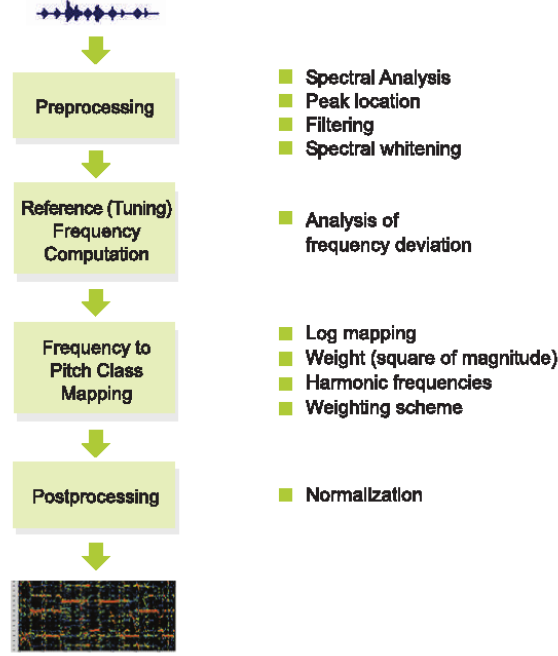 Preprocessing
Spectral Analysis
Peak location
Filtering
Spectral whitening
Reference (Tuning)
Frequency
Computation
Analysis of
frequency deviation
Frequency to
Pitch Class
Mapping
Log mapping
Weight (square of magnitude)
Harmonic frequencies
Weighting scheme
Postprocessing
Normalization